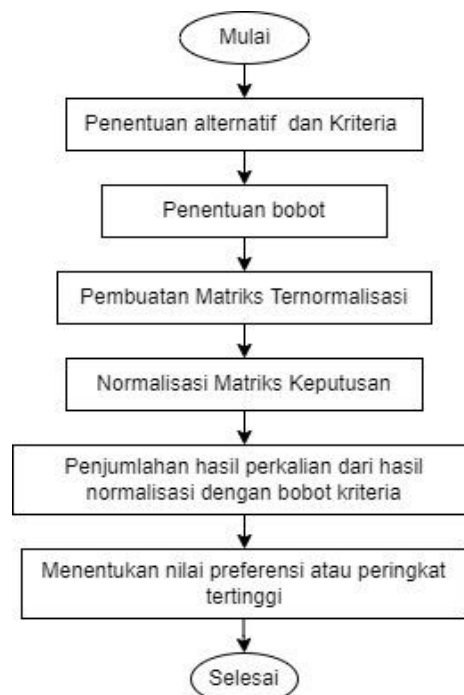 Mulai
Penentuan alternatif dan Kriteria
Penentuan bobot
Pembuatan Matriks Ternormalisasi
Normalisasi Matriks Keputusan
Penjumlahan hasil perkalian dari hasil
normalisasi dengan bobot kriteria
Menentukan nilai preferensi atau peringkat
tertinggi
Selesai